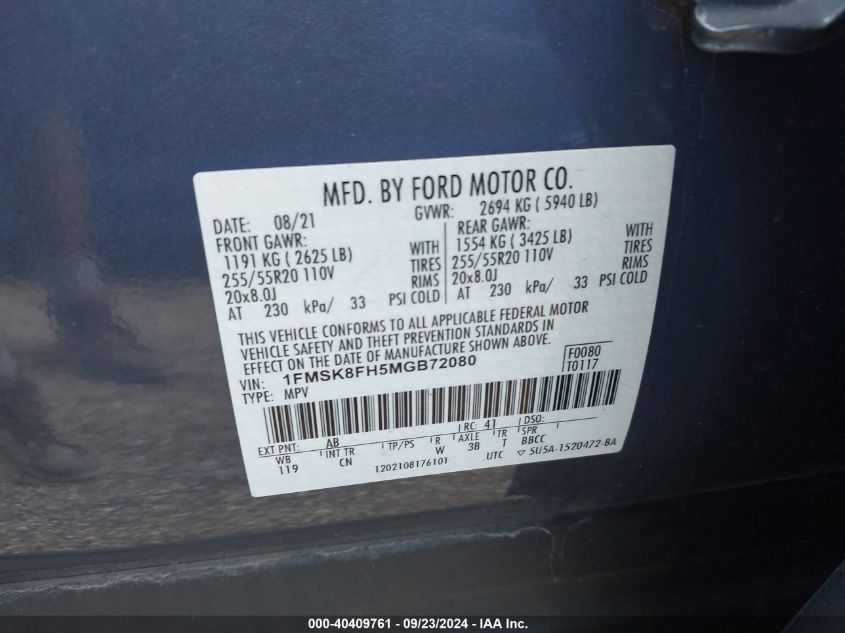 MFD. BY FORD MOTOR CO.
DATE: 08/21 GVWR: 2694 KG ( 5940 LB)
FRONT GAWR: REAR GAWR:
1191 KG ( 2625 LB) WITH 1554 KG ( 3425 LB) WITH
255/55R20 110V TIRES 255/55R20 110V TIRES
20x8.0J RIMS 20x8.0J RIMS
AT 230 kPa/ 33 PSI COLD AT 230 kPa/ 33 PSI COLD
THIS VEHICLE CONFORMS TO ALL APPLICABLE FEDERAL MOTOR
VEHICLE SAFETY AND THEFT PREVENTION STANDARDS IN
EFFECT ON THE DATE OF MANUFACTURE SHOWN ABOVE.
VIN: 1FMSK8FH5MGB72080 F0080
TYPE: MPV T0117
EXT PNT: AB RC: 41 DSO:
WB INT TR TP/PS R AXLE TR SPR
119 CN W 3B T BBCC
1202108176101 UTC ▽ 5U5A-1520472-BA
000-40409761 - 09/23/2024 - IAA Inc.